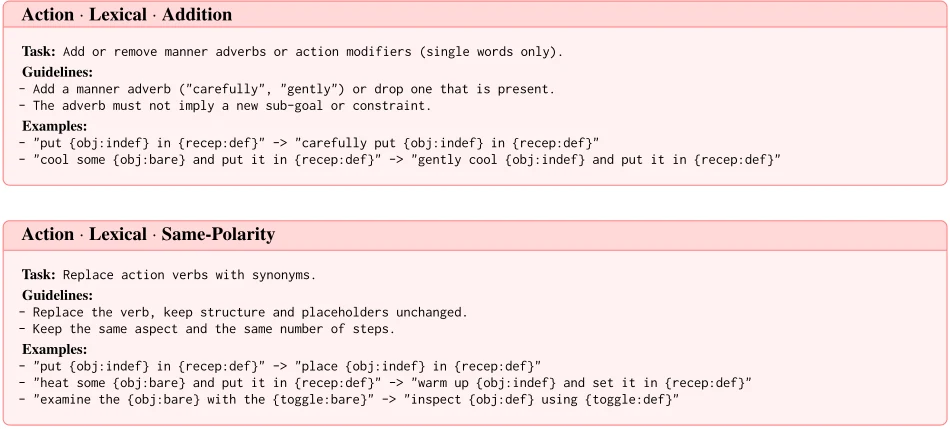 Action · Lexical · Addition
Task: Add or remove manner adverbs or action modifiers (single words only).
Guidelines:
- Add a manner adverb ("carefully", "gently") or drop one that is present.
- The adverb must not imply a new sub-goal or constraint.
Examples:
- "put {obj:indef} in {recep:def}" -> "carefully put {obj:indef} in {recep:def}"
- "cool some {obj:bare} and put it in {recep:def}" -> "gently cool {obj:indef} and put it in {recep:def}"
Action · Lexical · Same-Polarity
Task: Replace action verbs with synonyms.
Guidelines:
- Replace the verb, keep structure and placeholders unchanged.
- Keep the same aspect and the same number of steps.
Examples:
- "put {obj:indef} in {recep:def}" -> "place {obj:indef} in {recep:def}"
- "heat some {obj:bare} and put it in {recep:def}" -> "warm up {obj:indef} and set it in {recep:def}"
- "examine the {obj:bare} with the {toggle:bare}" -> "inspect {obj:def} using {toggle:def}"